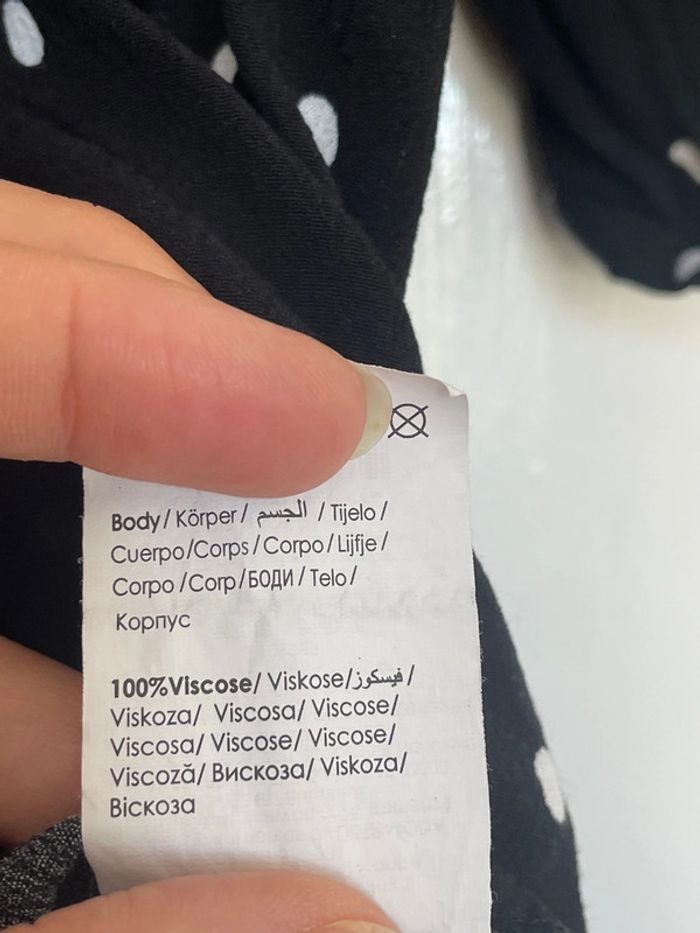 Body/ Körper/ الجسم / Tijelo /
Cuerpo/Corps/Corpo/Lijfje/
Corpo/Corp/БОДИ/Telo/
Корпус
100%Viscose/ Viskose/فيسكوز/
Viskoza/ Viscosa/ Viscose/
Viscosa/ Viscose/ Viscose/
Viscoză/ Вискоза/ Viskoza/
Віскоза